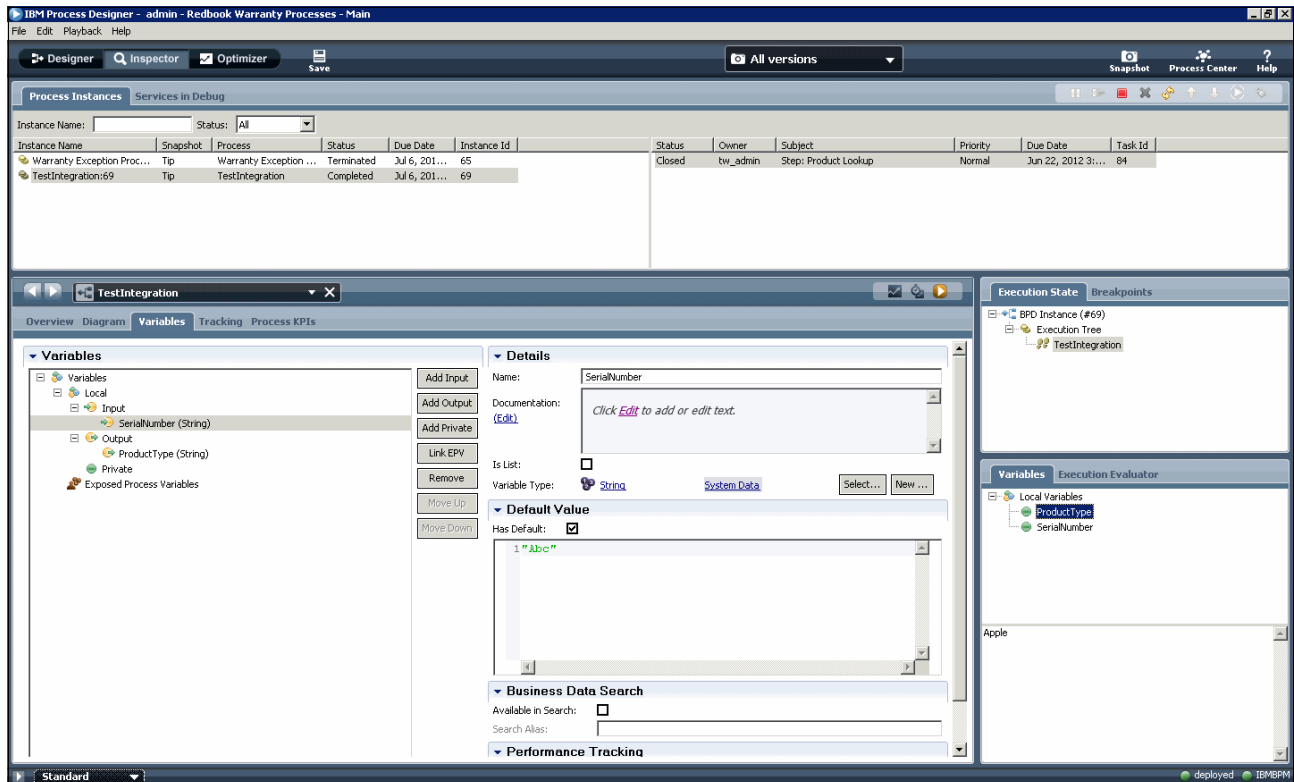 IBM Process Designer - admin - Redbook Warranty Processes - Main
File Edit Playback Help
Designer Inspector Optimizer Save All versions Snapshot Process Center Help
Process Instances Services in Debug
Instance Name: Status: All
Instance Name Snapshot Process Status Due Date Instance Id Status Owner Subject Priority Due Date Task Id
Warranty Exception Proc... Tip Warranty Exception ... Terminated Jul 6, 201... 65 Closed tw_admin Step: Product Lookup Normal Jun 22, 2012 3:... 84
TestIntegration:69 Tip TestIntegration Completed Jul 6, 201... 69
TestIntegration
Overview Diagram Variables Tracking Process KPIs
Variables
Variables
Local
Input
SerialNumber (String)
Output
ProductType (String)
Private
Exposed Process Variables
Add Input
Add Output
Add Private
Link EPV
Remove
Move Up
Move Down
Details
Name: SerialNumber
Documentation:
(Edit)
Click Edit to add or edit text.
Is List:
Variable Type: String System Data Select... New ...
Default Value
Has Default:
1 "Abc"
Business Data Search
Available in Search:
Search Alias:
Performance Tracking
Execution State Breakpoints
BPD Instance (#69)
Execution Tree
TestIntegration
Variables Execution Evaluator
Local Variables
ProductType
SerialNumber
Apple
Standard
deployed IBMBPM